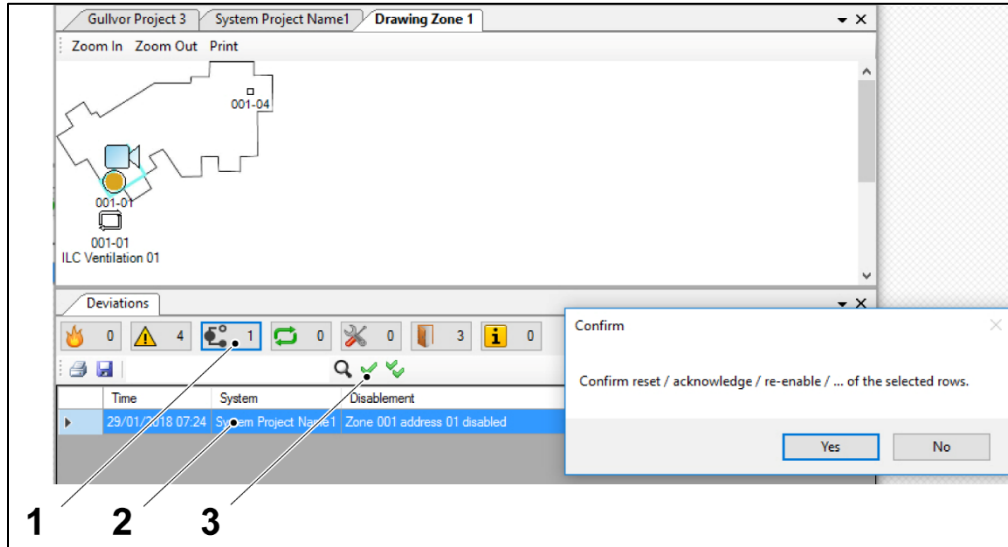 Gullvor Project 3 System Project Name1 Drawing Zone 1
Zoom In Zoom Out Print
001-04
001-01
001-01
ILC Ventilation 01
Deviations
0 4 1 0 0 3 0
Time System Disablement
29/01/2018 07:24 System Project Name1 Zone 001 address 01 disabled
Confirm
Confirm reset / acknowledge / re-enable / ... of the selected rows.
Yes No
1 2 3